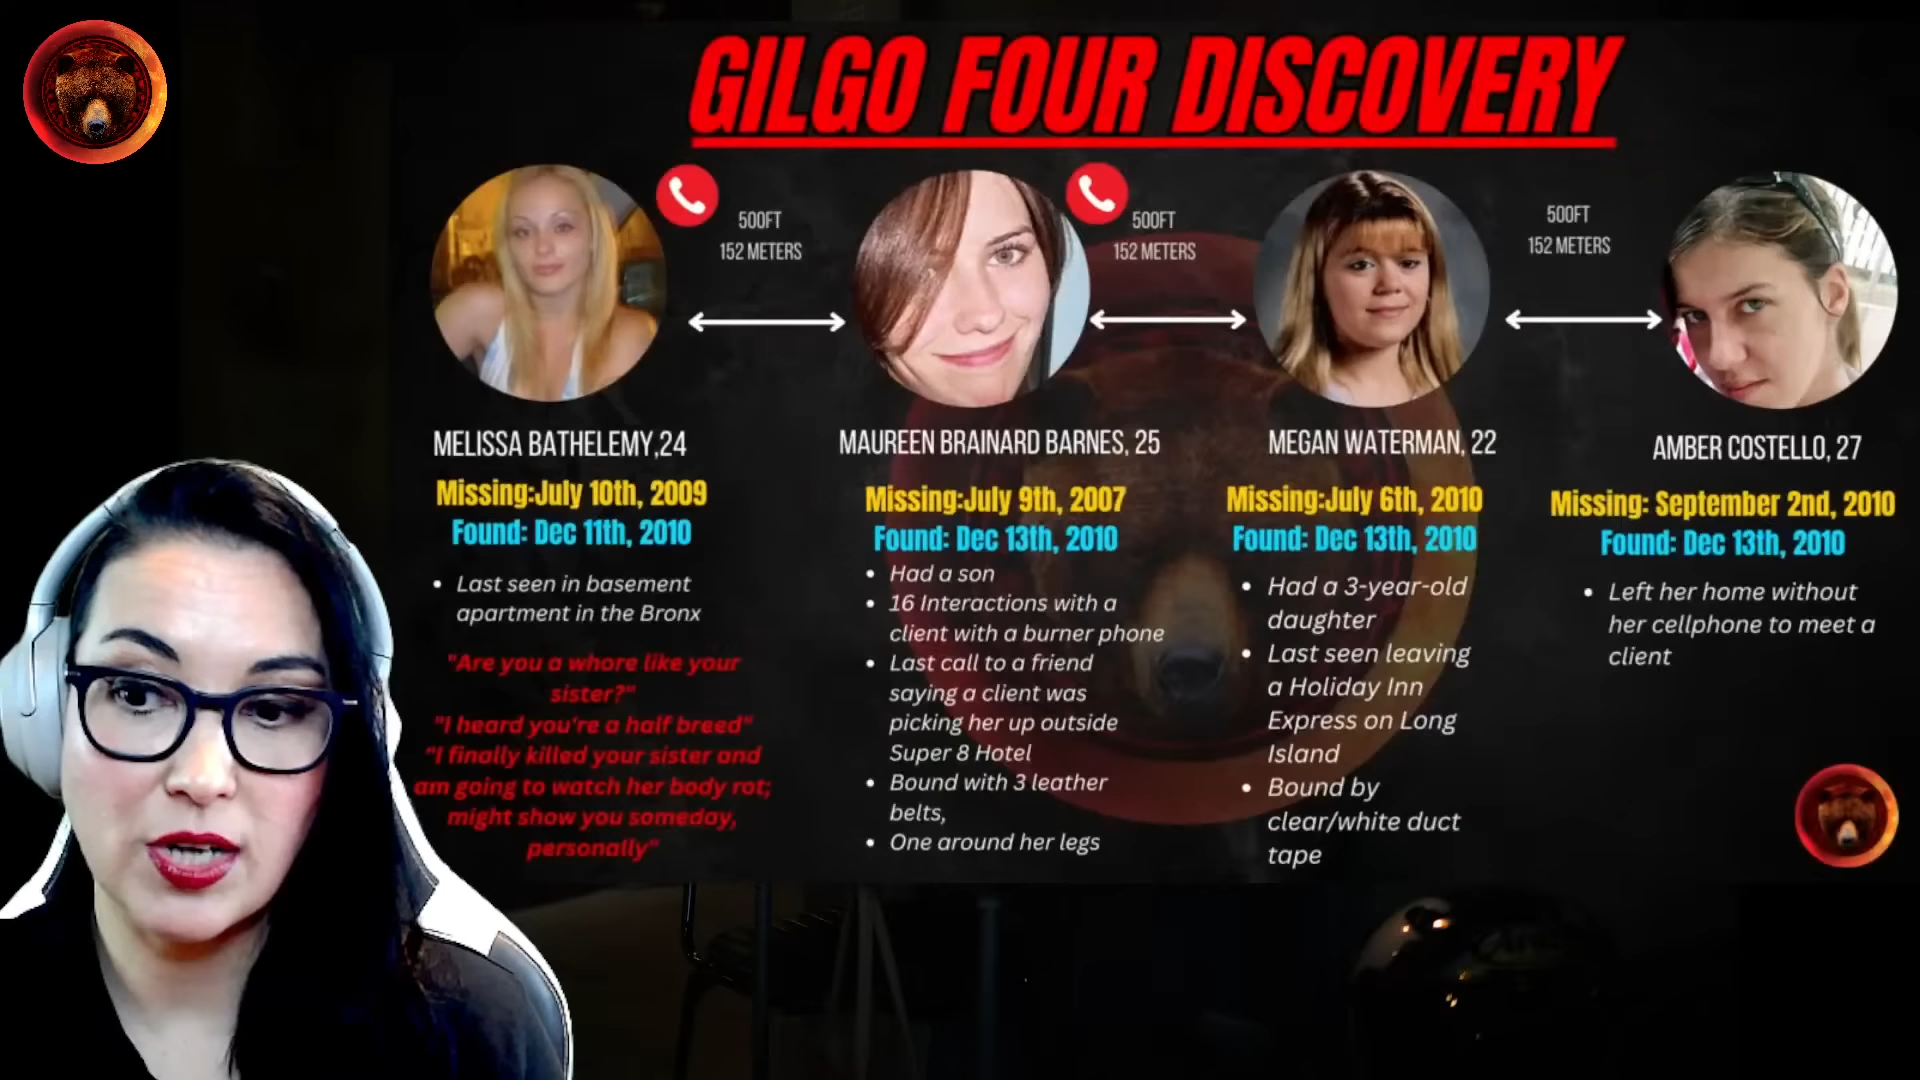 GILGO FOUR DISCOVERY
500FT
152 METERS
500FT
152 METERS
500FT
152 METERS
MELISSA BATHELEMY,24
Missing:July 10th, 2009
Found: Dec 11th, 2010
• Last seen in basement
apartment in the Bronx
"Are you a whore like your
sister?"
"I heard you're a half breed"
"I finally killed your sister and
am going to watch her body rot;
might show you someday,
personally"
MAUREEN BRAINARD BARNES, 25
Missing:July 9th, 2007
Found: Dec 13th, 2010
• Had a son
• 16 Interactions with a
client with a burner phone
• Last call to a friend
saying a client was
picking her up outside
Super 8 Hotel
• Bound with 3 leather
belts,
• One around her legs
MEGAN WATERMAN, 22
Missing:July 6th, 2010
Found: Dec 13th, 2010
• Had a 3-year-old
daughter
• Last seen leaving
a Holiday Inn
Express on Long
Island
• Bound by
clear/white duct
tape
AMBER COSTELLO, 27
Missing: September 2nd, 2010
Found: Dec 13th, 2010
• Left her home without
her cellphone to meet a
client